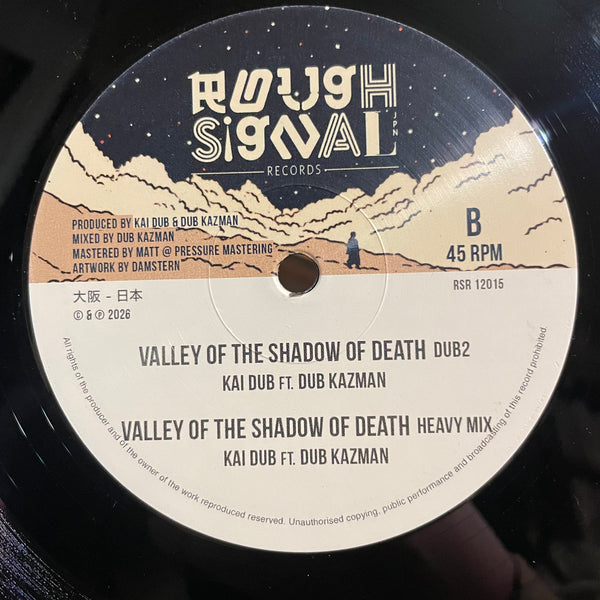 ROUGH
SiGNAL
JPN
RECORDS
PRODUCED BY KAI DUB & DUB KAZMAN
MIXED BY DUB KAZMAN
MASTERED BY MATT @ PRESSURE MASTERING
ARTWORK BY DAMSTERN
B
45 RPM
RSR 12015
大阪 - 日本
© & ℗ 2026
VALLEY OF THE SHADOW OF DEATH DUB2
KAI DUB FT. DUB KAZMAN
VALLEY OF THE SHADOW OF DEATH HEAVY MIX
KAI DUB FT. DUB KAZMAN
All rights of the producer and of the owner of the work reproduced reserved. Unauthorised copying, public performance and broadcasting of this record prohibited.